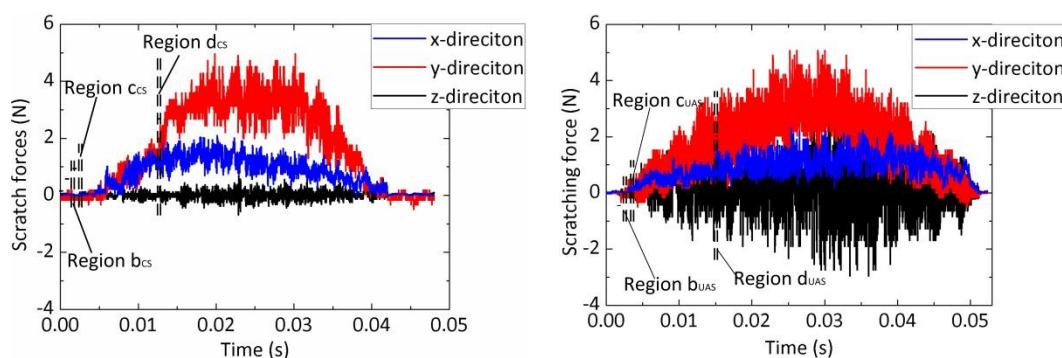 6
4
2
0
2
4
Scratch forces (N)
Region dCS
Region cCS
Region bCS
x-direciton
y-direciton
z-direciton
0.00 0.01 0.02 0.03 0.04 0.05
Time (s)
6
4
2
0
-2
-4
Scratching force (N)
Region cUAS
Region bUAS
Region dUAS
x-direciton
y-direciton
z-direciton
0.00 0.01 0.02 0.03 0.04 0.05
Time (s)